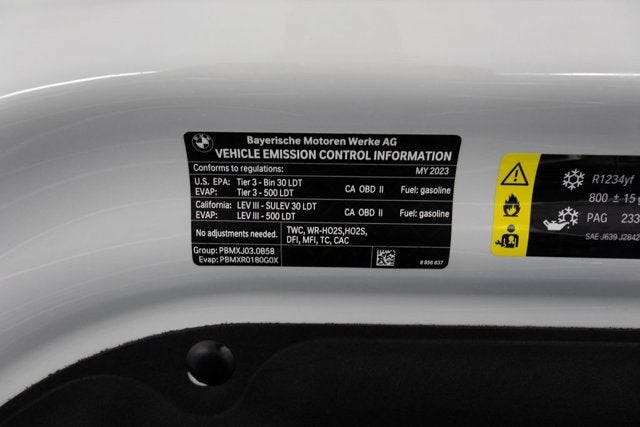 BMW
Bayerische Motoren Werke AG
VEHICLE EMISSION CONTROL INFORMATION
Conforms to regulations: MY 2023
U.S. EPA: Tier 3 - Bin 30 LDT
EVAP: Tier 3 - 500 LDT CA OBD II Fuel: gasoline
California: LEV III - SULEV 30 LDT
EVAP: LEV III - 500 LDT CA OBD II Fuel: gasoline
No adjustments needed. TWC, WR-HO2S,HO2S,
DFI, MFI, TC, CAC
Group: PBMXJ03.0B58
Evap: PBMXR0180G0X
8 856 637
R1234yf
800 ± 15 g
PAG 233
SAE J639 J2842